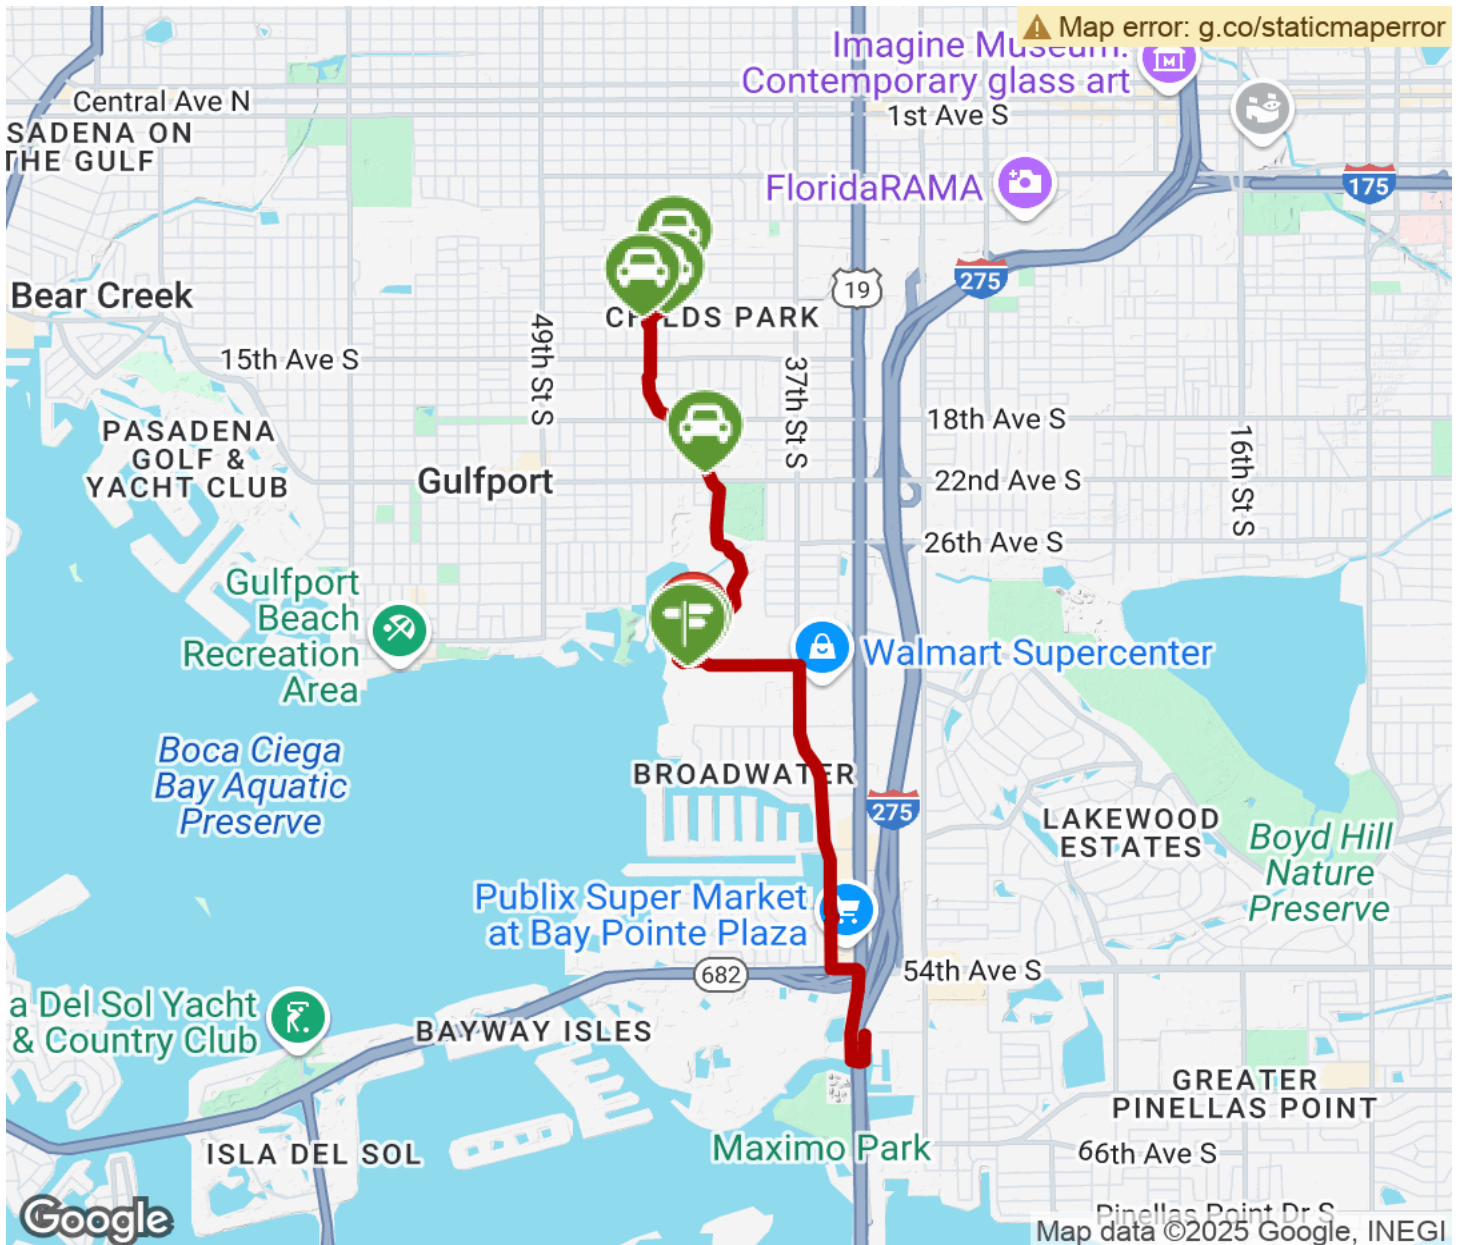 Map error: g.co/staticmaperror
Imagine Museum:
Contemporary glass art
Central Ave N
1st Ave S
SADENA ON
THE GULF
FloridaRAMA
175
275
19
Bear Creek
CHILDS PARK
49th St S
15th Ave S
37th St S
18th Ave S
16th St S
PASADENA
GOLF &
YACHT CLUB
Gulfport
22nd Ave S
26th Ave S
Gulfport
Beach
Recreation
Area
Walmart Supercenter
Boca Ciega
Bay Aquatic
Preserve
BROADWATER
275
LAKEWOOD
ESTATES
Boyd Hill
Nature
Preserve
Publix Super Market
at Bay Pointe Plaza
682
54th Ave S
a Del Sol Yacht
& Country Club
BAYWAY ISLES
GREATER
PINELLAS POINT
Maximo Park
66th Ave S
ISLA DEL SOL
Pinellas Point Dr S
Google
Map data ©2025 Google, INEGI